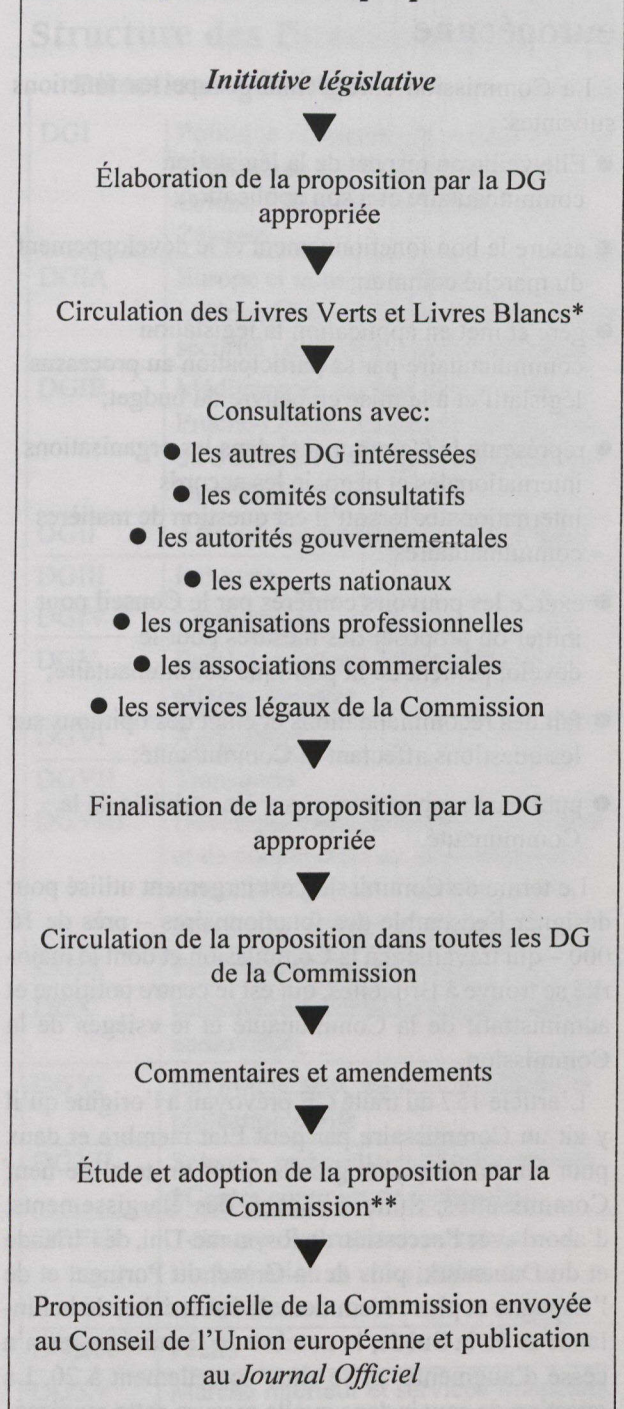 Initiative législative
Élaboration de la proposition par la DG
appropriée
Circulation des Livres Verts et Livres Blancs*
Consultations avec:
● les autres DG intéressées
● les comités consultatifs
● les autorités gouvernementales
● les experts nationaux
● les organisations professionnelles
● les associations commerciales
● les services légaux de la Commission
Finalisation de la proposition par la DG
appropriée
Circulation de la proposition dans toutes les DG
de la Commission
Commentaires et amendements
Étude et adoption de la proposition par la
Commission**
Proposition officielle de la Commission envoyée
au Conseil de l'Union européenne et publication
au Journal Officiel